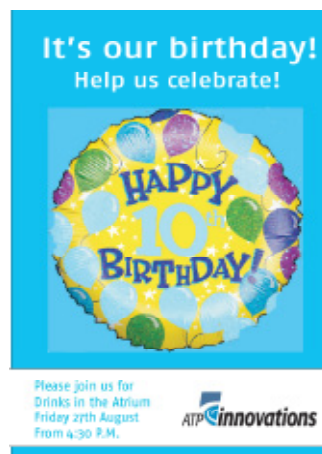 It's our birthday!
Help us celebrate!
HAPPY
10th
BIRTHDAY!
Please join us for
Drinks in the Atrium
Friday 27th August
From 4:30 P.M.
ATP innovations